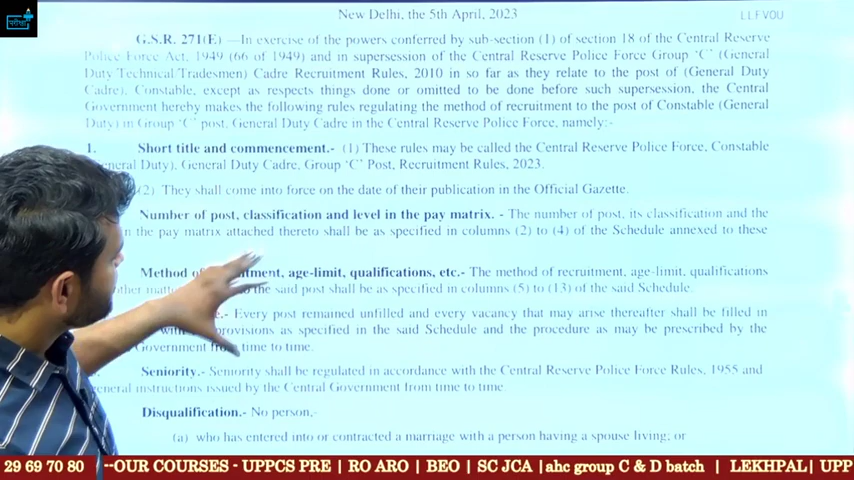 New Delhi, the 5th April, 2023
LLFVOU
परीक्षा
G.S.R. 271(E) —In exercise of the powers conferred by sub-section (1) of section 18 of the Central Reserve
Police Force Act, 1949 (66 of 1949) and in supersession of the Central Reserve Police Force Group ‘C’ (General
Duty/Technical/Tradesmen) Cadre Recruitment Rules, 2010 in so far as they relate to the post of (General Duty
Cadre), Constable, except as respects things done or omitted to be done before such supersession, the Central
Government hereby makes the following rules regulating the method of recruitment to the post of Constable (General
Duty) in Group ‘C’ post, General Duty Cadre in the Central Reserve Police Force, namely:-
1. Short title and commencement.- (1) These rules may be called the Central Reserve Police Force, Constable
General Duty), General Duty Cadre, Group ‘C’ Post, Recruitment Rules, 2023.
(2) They shall come into force on the date of their publication in the Official Gazette.
Number of post, classification and level in the pay matrix. - The number of post, its classification and the
the pay matrix attached thereto shall be as specified in columns (2) to (4) of the Schedule annexed to these
Method of age-limit, qualifications, etc.- The method of recruitment, age-limit, qualifications
the said post shall be as specified in columns (5) to (13) of the said Schedule.
Every post remained unfilled and every vacancy that may arise thereafter shall be filled in
provisions as specified in the said Schedule and the procedure as may be prescribed by the
Government from time to time.
Seniority.- Seniority shall be regulated in accordance with the Central Reserve Police Force Rules, 1955 and
general instructions issued by the Central Government from time to time.
Disqualification.- No person,-
(a) who has entered into or contracted a marriage with a person having a spouse living; or
29 69 70 80 --OUR COURSES - UPPCS PRE | RO ARO | BEO | SC JCA |ahc group C & D batch | LEKHPAL| UPP